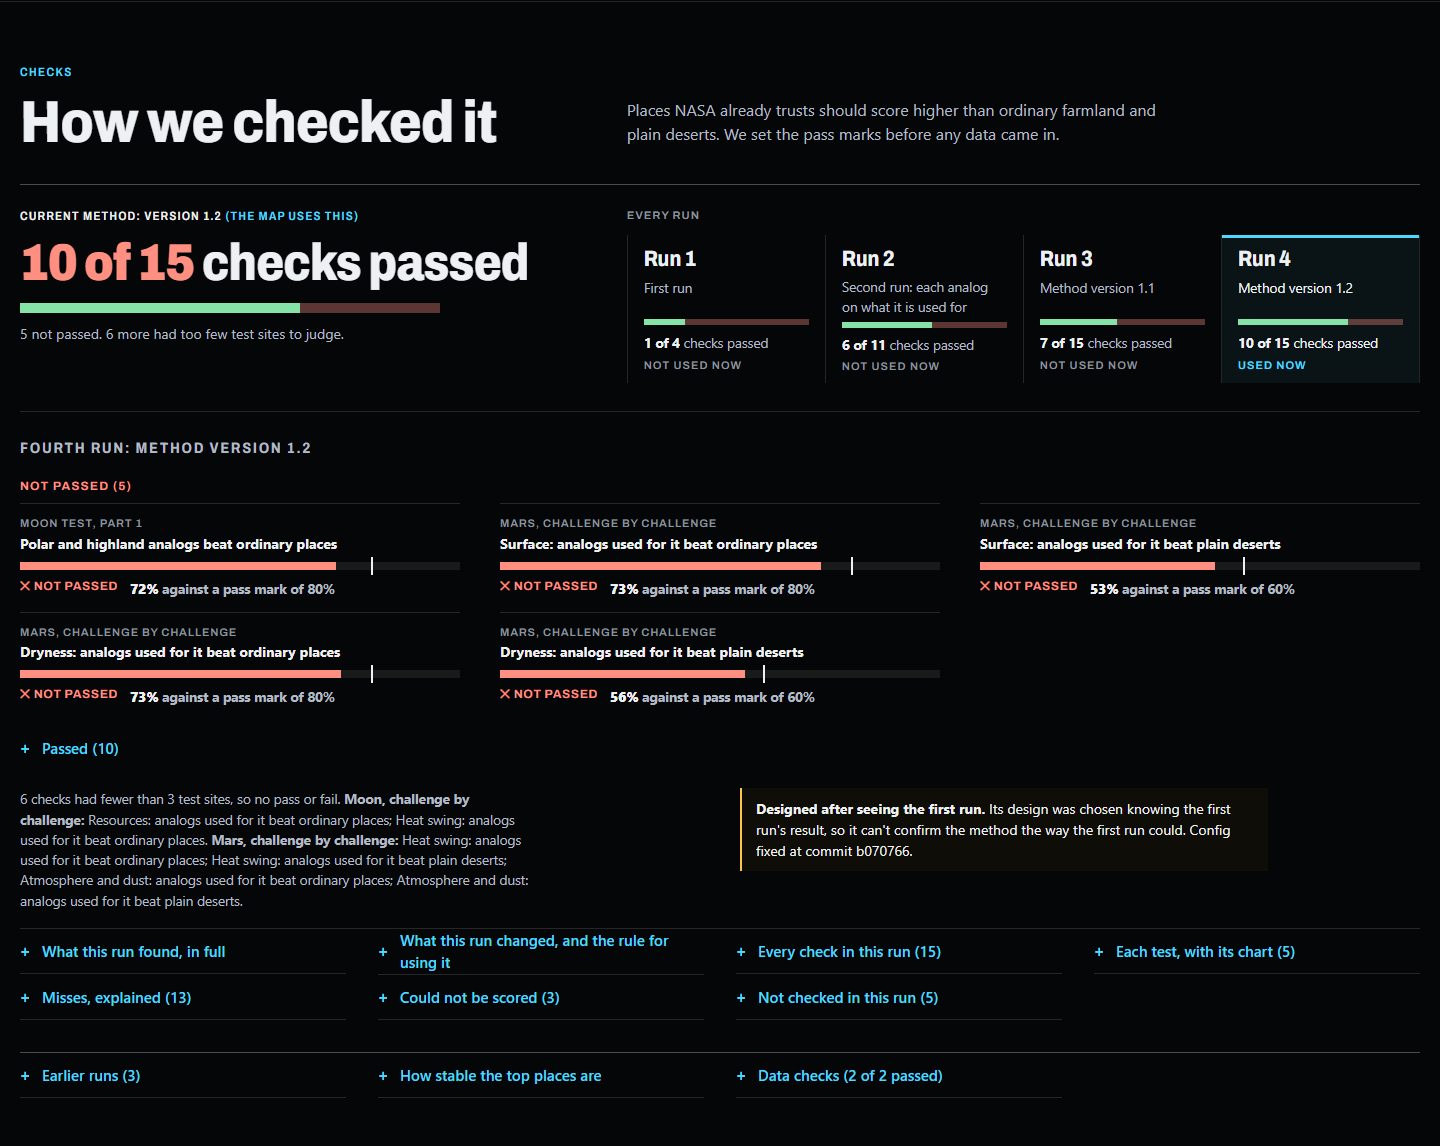 CHECKS
How we checked it
Places NASA already trusts should score higher than ordinary farmland and
plain deserts. We set the pass marks before any data came in.
CURRENT METHOD: VERSION 1.2 (THE MAP USES THIS)
10 of 15 checks passed
5 not passed. 6 more had too few test sites to judge.
EVERY RUN
Run 1
First run
1 of 4 checks passed
NOT USED NOW
Run 2
Second run: each analog
on what it is used for
6 of 11 checks passed
NOT USED NOW
Run 3
Method version 1.1
7 of 15 checks passed
NOT USED NOW
Run 4
Method version 1.2
10 of 15 checks passed
USED NOW
FOURTH RUN: METHOD VERSION 1.2
NOT PASSED (5)
MOON TEST, PART 1
Polar and highland analogs beat ordinary places
✕ NOT PASSED 72% against a pass mark of 80%
MARS, CHALLENGE BY CHALLENGE
Surface: analogs used for it beat ordinary places
✕ NOT PASSED 73% against a pass mark of 80%
MARS, CHALLENGE BY CHALLENGE
Surface: analogs used for it beat plain deserts
✕ NOT PASSED 53% against a pass mark of 60%
MARS, CHALLENGE BY CHALLENGE
Dryness: analogs used for it beat ordinary places
✕ NOT PASSED 73% against a pass mark of 80%
MARS, CHALLENGE BY CHALLENGE
Dryness: analogs used for it beat plain deserts
✕ NOT PASSED 56% against a pass mark of 60%
+ Passed (10)
6 checks had fewer than 3 test sites, so no pass or fail. Moon, challenge by
challenge: Resources: analogs used for it beat ordinary places; Heat swing: analogs
used for it beat ordinary places. Mars, challenge by challenge: Heat swing: analogs
used for it beat ordinary places; Heat swing: analogs used for it beat plain deserts;
Atmosphere and dust: analogs used for it beat ordinary places; Atmosphere and dust:
analogs used for it beat plain deserts.
Designed after seeing the first run. Its design was chosen knowing the first
run's result, so it can't confirm the method the way the first run could. Config
fixed at commit b070766.
+ What this run found, in full
+ What this run changed, and the rule for
using it
+ Every check in this run (15)
+ Each test, with its chart (5)
+ Misses, explained (13)
+ Could not be scored (3)
+ Not checked in this run (5)
+ Earlier runs (3)
+ How stable the top places are
+ Data checks (2 of 2 passed)